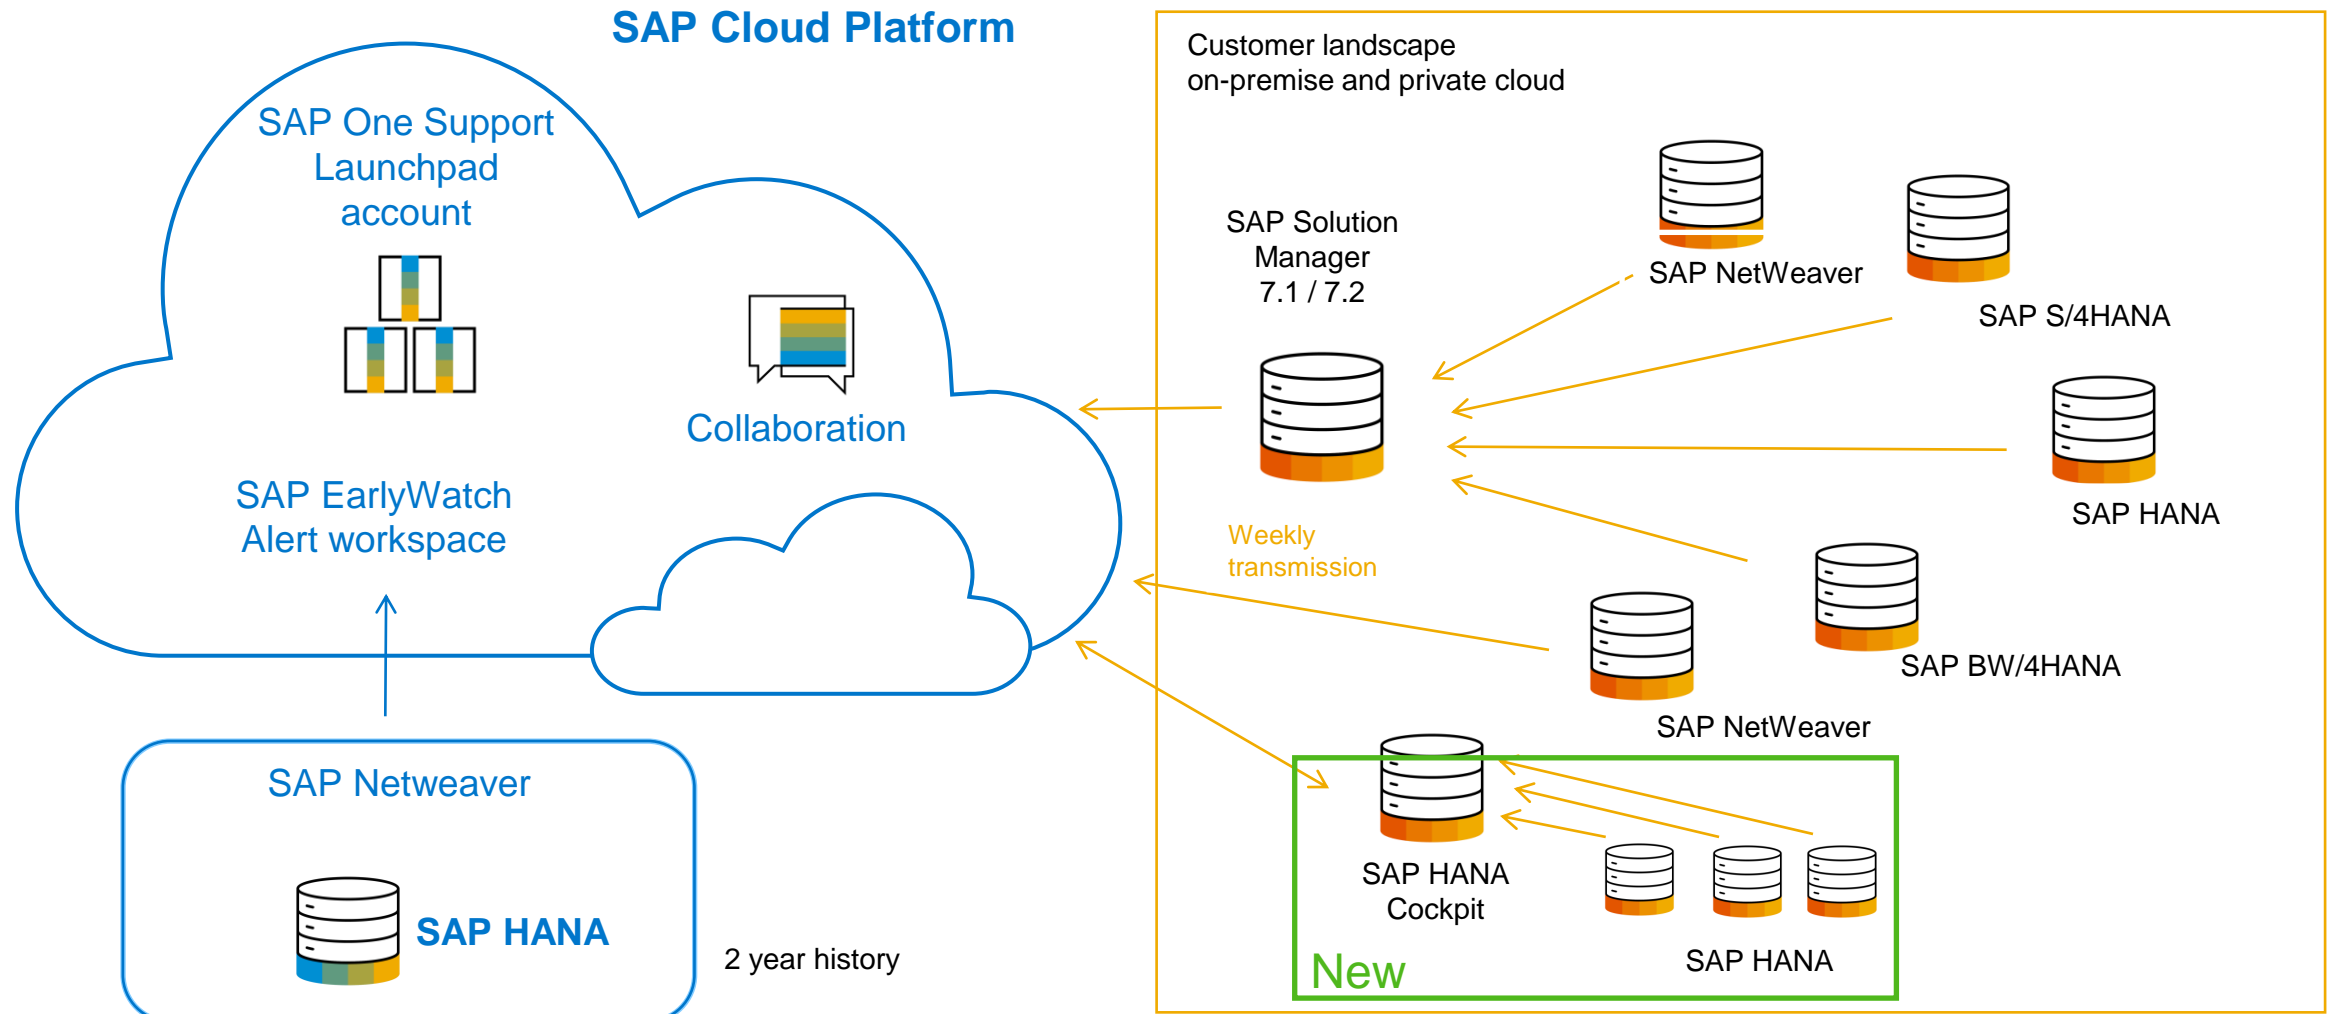 SAP Cloud Platform
SAP One Support
Launchpad
account
Collaboration
SAP EarlyWatch
Alert workspace
SAP Netweaver
SAP HANA
2 year history
Customer landscape
on-premise and private cloud
SAP Solution
Manager
7.1 / 7.2
SAP NetWeaver
SAP S/4HANA
SAP HANA
Weekly
transmission
SAP BW/4HANA
SAP NetWeaver
SAP HANA
Cockpit
SAP HANA
New